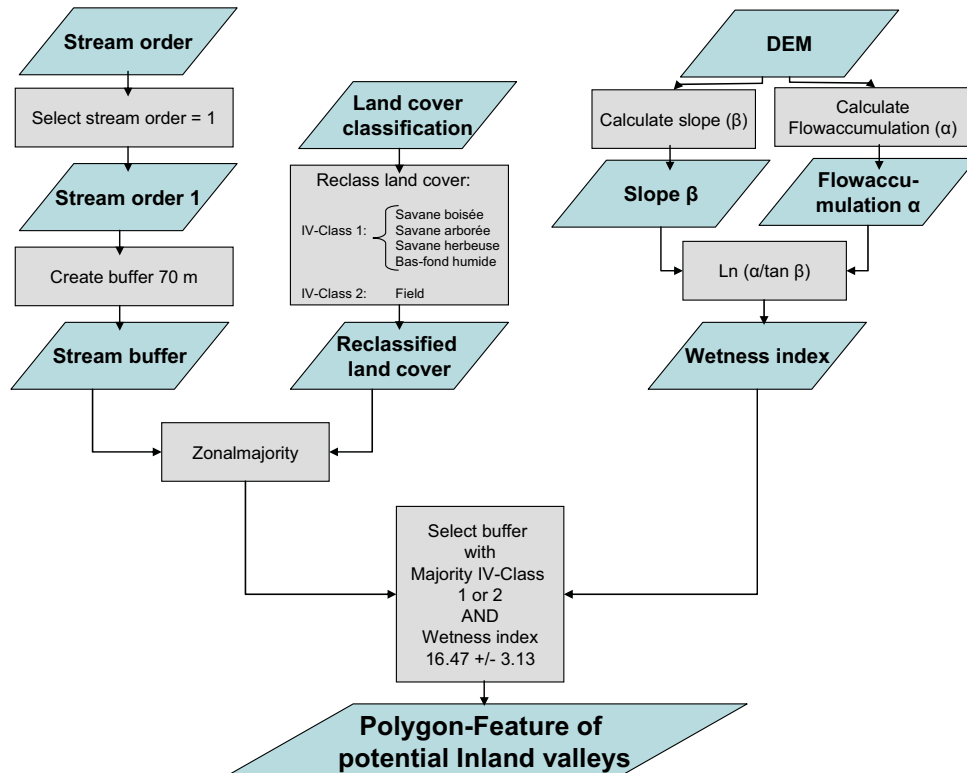 Stream order
Select stream order = 1
Stream order 1
Create buffer 70 m
Stream buffer
Land cover
classification
Reclass land cover:
IV-Class 1:
Savane boisée
Savane arborée
Savane herbeuse
Bas-fond humide
IV-Class 2: Field
Reclassified
land cover
Zonalmajority
DEM
Calculate slope (β)
Calculate
Flowaccumulation (α)
Slope β
Flowaccu-
mulation α
Ln (α/tan β)
Wetness index
Select buffer
with
Majority IV-Class
1 or 2
AND
Wetness index
16.47 +/- 3.13
Polygon-Feature of
potential Inland valleys